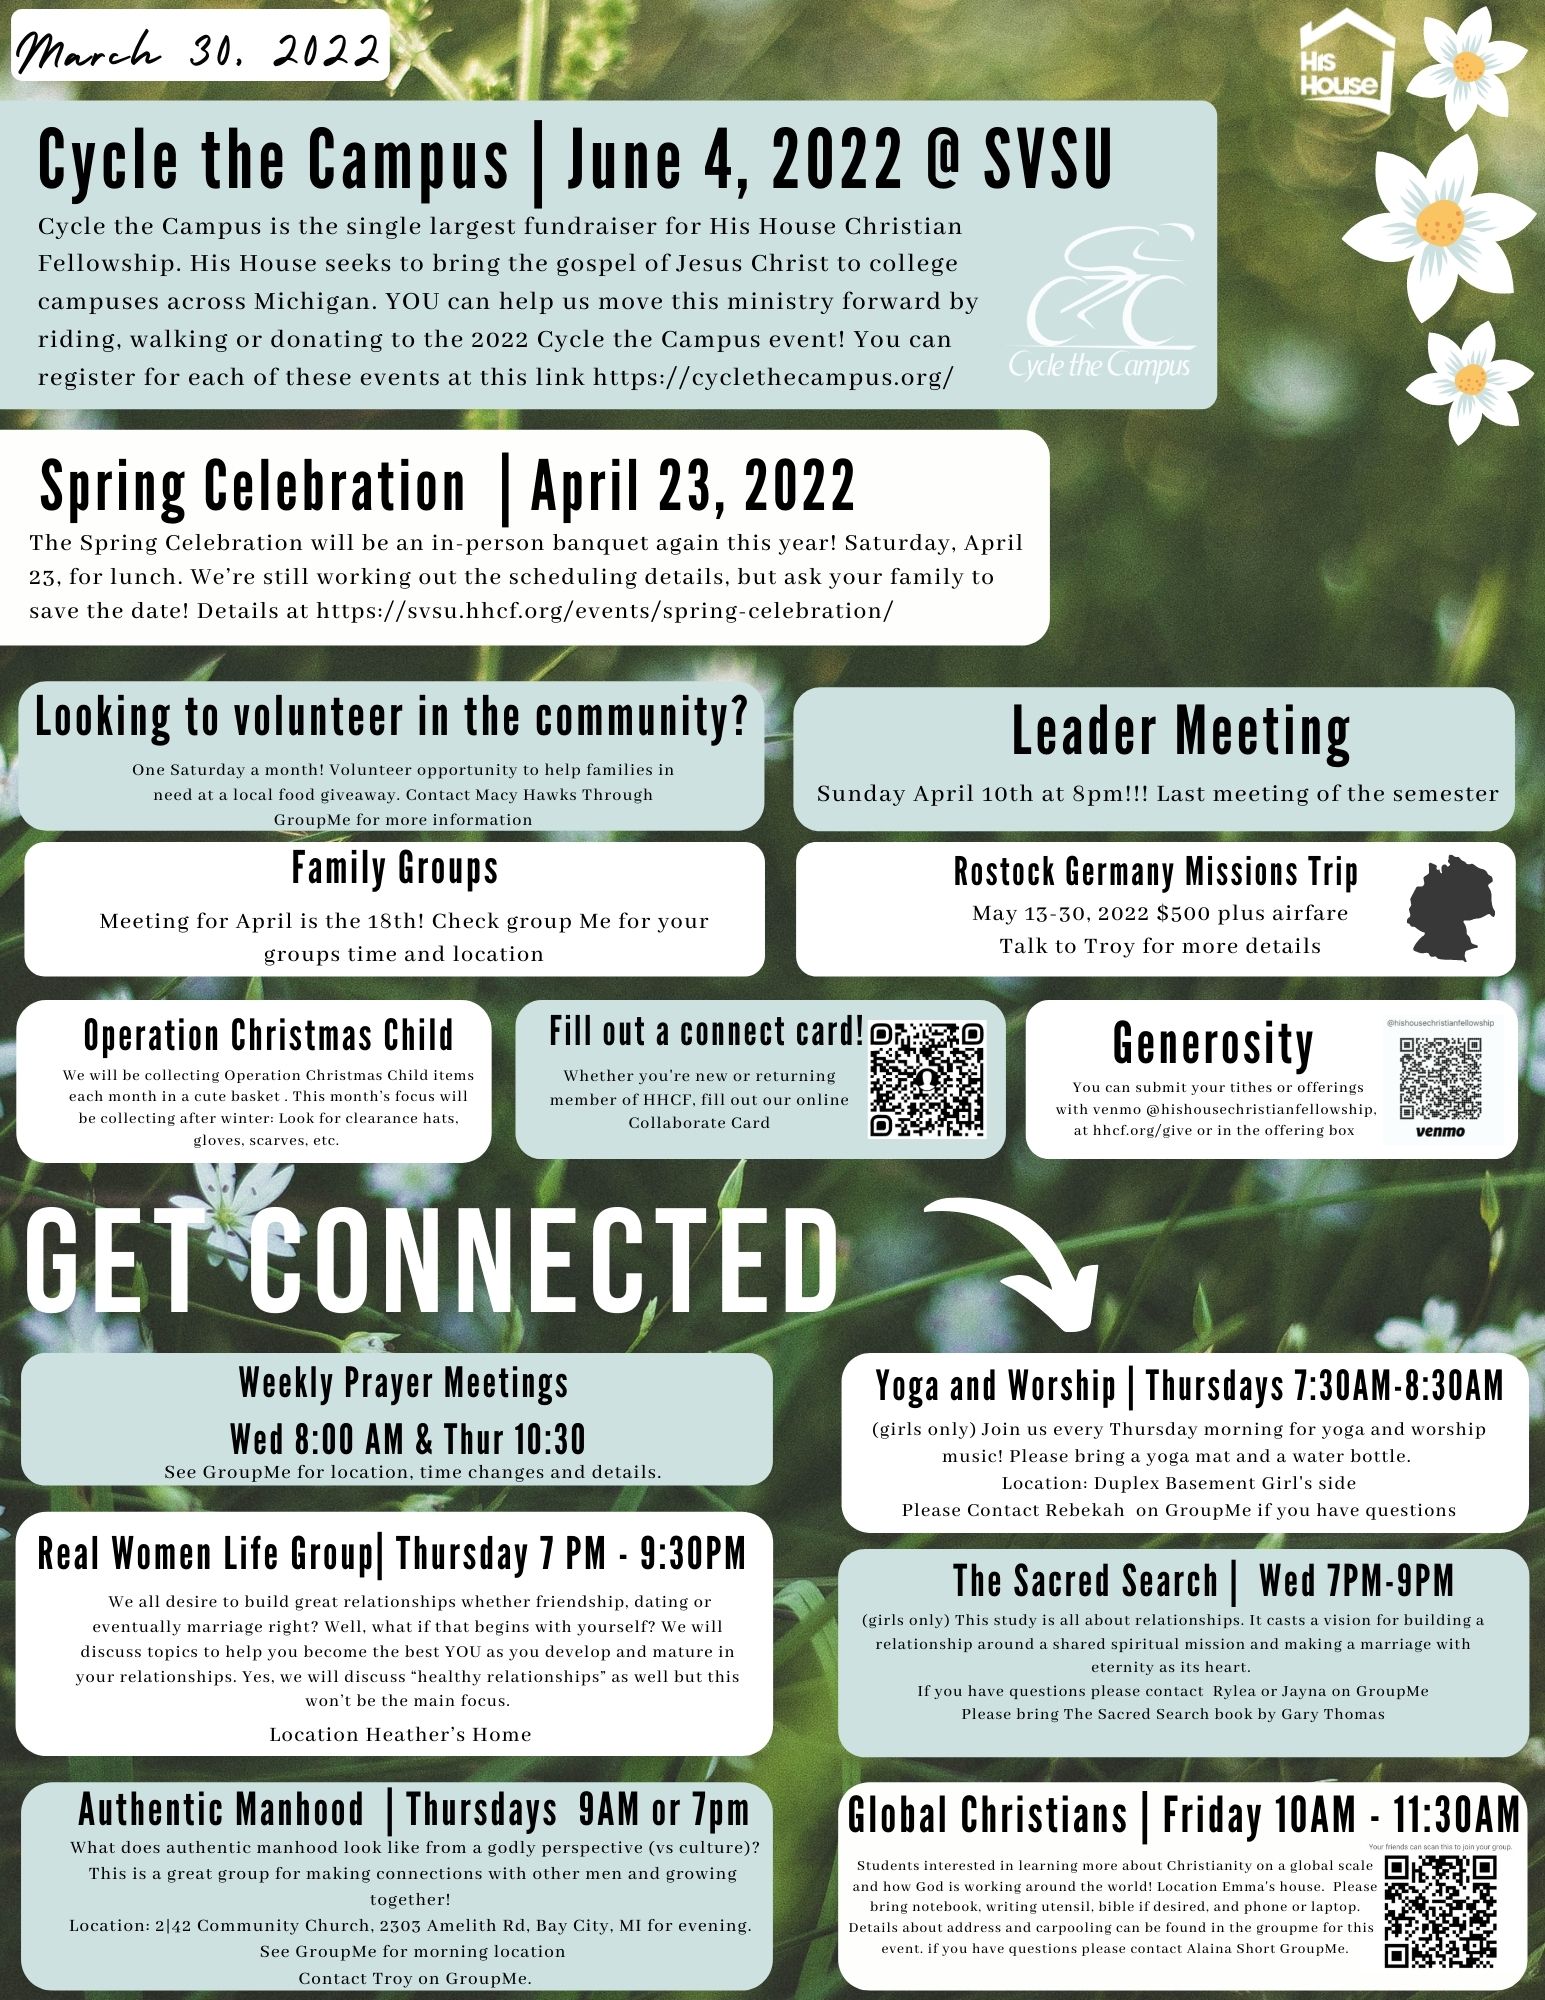 March 30, 2022
His
House
Cycle the Campus | June 4, 2022 @ SVSU
Cycle the Campus is the single largest fundraiser for His House Christian
Fellowship. His House seeks to bring the gospel of Jesus Christ to college
campuses across Michigan. YOU can help us move this ministry forward by
riding, walking or donating to the 2022 Cycle the Campus event! You can
register for each of these events at this link https://cyclethecampus.org/
Cycle the Campus
Spring Celebration | April 23, 2022
The Spring Celebration will be an in-person banquet again this year! Saturday, April
23, for lunch. We're still working out the scheduling details, but ask your family to
save the date! Details at https://svsu.hhcf.org/events/spring-celebration/
Looking to volunteer in the community?
One Saturday a month! Volunteer opportunity to help families in
need at a local food giveaway. Contact Macy Hawks Through
GroupMe for more information
Leader Meeting
Sunday April 10th at 8pm!!! Last meeting of the semester
Family Groups
Meeting for April is the 18th! Check group Me for your
groups time and location
Rostock Germany Missions Trip
May 13-30, 2022 $500 plus airfare
Talk to Troy for more details
Operation Christmas Child
We will be collecting Operation Christmas Child items
each month in a cute basket . This month's focus will
be collecting after winter: Look for clearance hats,
gloves, scarves, etc.
Fill out a connect card!
Whether you're new or returning
member of HHCF, fill out our online
Collaborate Card
Generosity
You can submit your tithes or offerings
with venmo @hishousechristianfellowship,
at hhcf.org/give or in the offering box
@hishousechristianfellowship
venmo
GET CONNECTED
Weekly Prayer Meetings
Wed 8:00 AM & Thur 10:30
See GroupMe for location, time changes and details.
Yoga and Worship | Thursdays 7:30AM-8:30AM
(girls only) Join us every Thursday morning for yoga and worship
music! Please bring a yoga mat and a water bottle.
Location: Duplex Basement Girl's side
Please Contact Rebekah on GroupMe if you have questions
Real Women Life Group| Thursday 7 PM - 9:30PM
We all desire to build great relationships whether friendship, dating or
eventually marriage right? Well, what if that begins with yourself? We will
discuss topics to help you become the best YOU as you develop and mature in
your relationships. Yes, we will discuss "healthy relationships" as well but this
won't be the main focus.
Location Heather's Home
The Sacred Search | Wed 7PM-9PM
(girls only) This study is all about relationships. It casts a vision for building a
relationship around a shared spiritual mission and making a marriage with
eternity as its heart.
If you have questions please contact Rylea or Jayna on GroupMe
Please bring The Sacred Search book by Gary Thomas
Authentic Manhood | Thursdays 9AM or 7pm
What does authentic manhood look like from a godly perspective (vs culture)?
This is a great group for making connections with other men and growing
together!
Location: 2|42 Community Church, 2303 Amelith Rd, Bay City, MI for evening.
See GroupMe for morning location
Contact Troy on GroupMe.
Global Christians | Friday 10AM - 11:30AM
Your friends can scan this to join your group.
Students interested in learning more about Christianity on a global scale
and how God is working around the world! Location Emma's house. Please
bring notebook, writing utensil, bible if desired, and phone or laptop.
Details about address and carpooling can be found in the groupme for this
event. if you have questions please contact Alaina Short GroupMe.